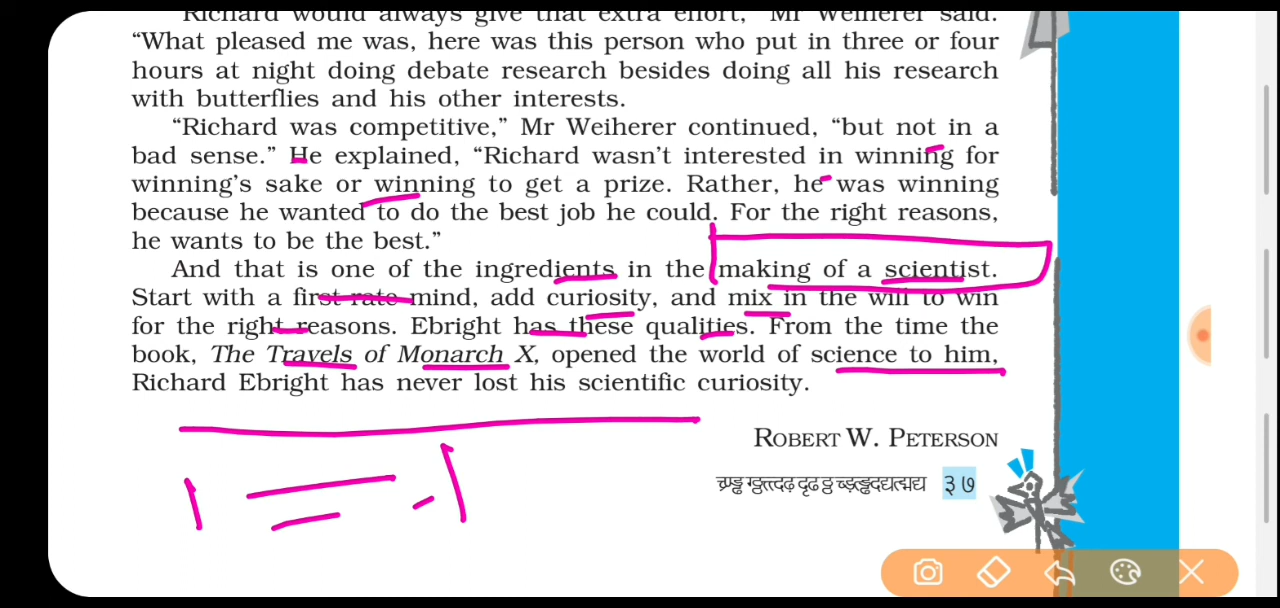 Richard would always give that extra effort," Mr Weiherer said.
“What pleased me was, here was this person who put in three or four
hours at night doing debate research besides doing all his research
with butterflies and his other interests.
“Richard was competitive,” Mr Weiherer continued, “but not in a
bad sense.” He explained, “Richard wasn’t interested in winning for
winning’s sake or winning to get a prize. Rather, he was winning
because he wanted to do the best job he could. For the right reasons,
he wants to be the best.”
And that is one of the ingredients in the making of a scientist.
Start with a first-rate mind, add curiosity, and mix in the will to win
for the right reasons. Ebright has these qualities. From the time the
book, The Travels of Monarch X, opened the world of science to him,
Richard Ebright has never lost his scientific curiosity.
ROBERT W. PETERSON
३७